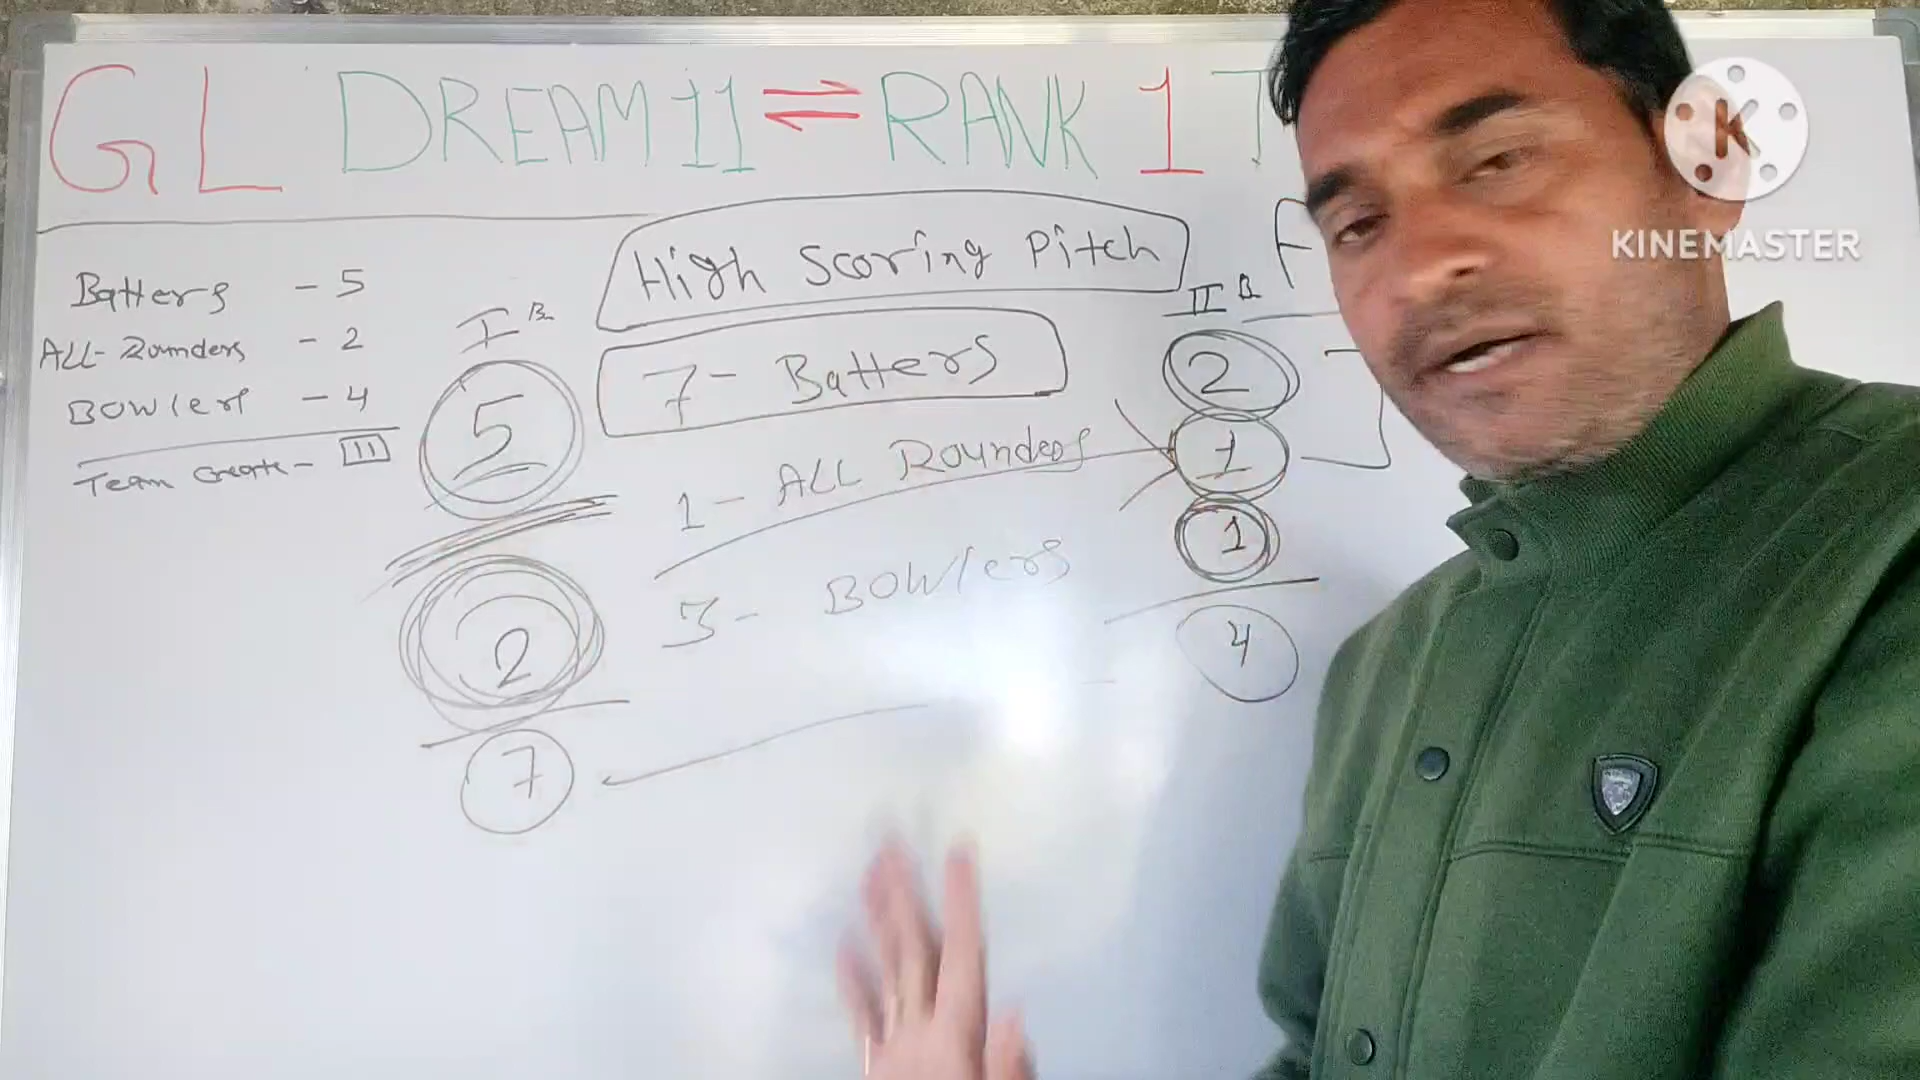 GL DREAM 11 ⇌ RANK 1 T
High Scoring Pitch
Batters - 5
ALL-Rounders - 2
BOWlers - 4
Team Create - 11
I
5
2
7
7 - Batters
1 - ALL Rounders
3 - BOWlers
II
2
1
1
4
K
KINEMASTER